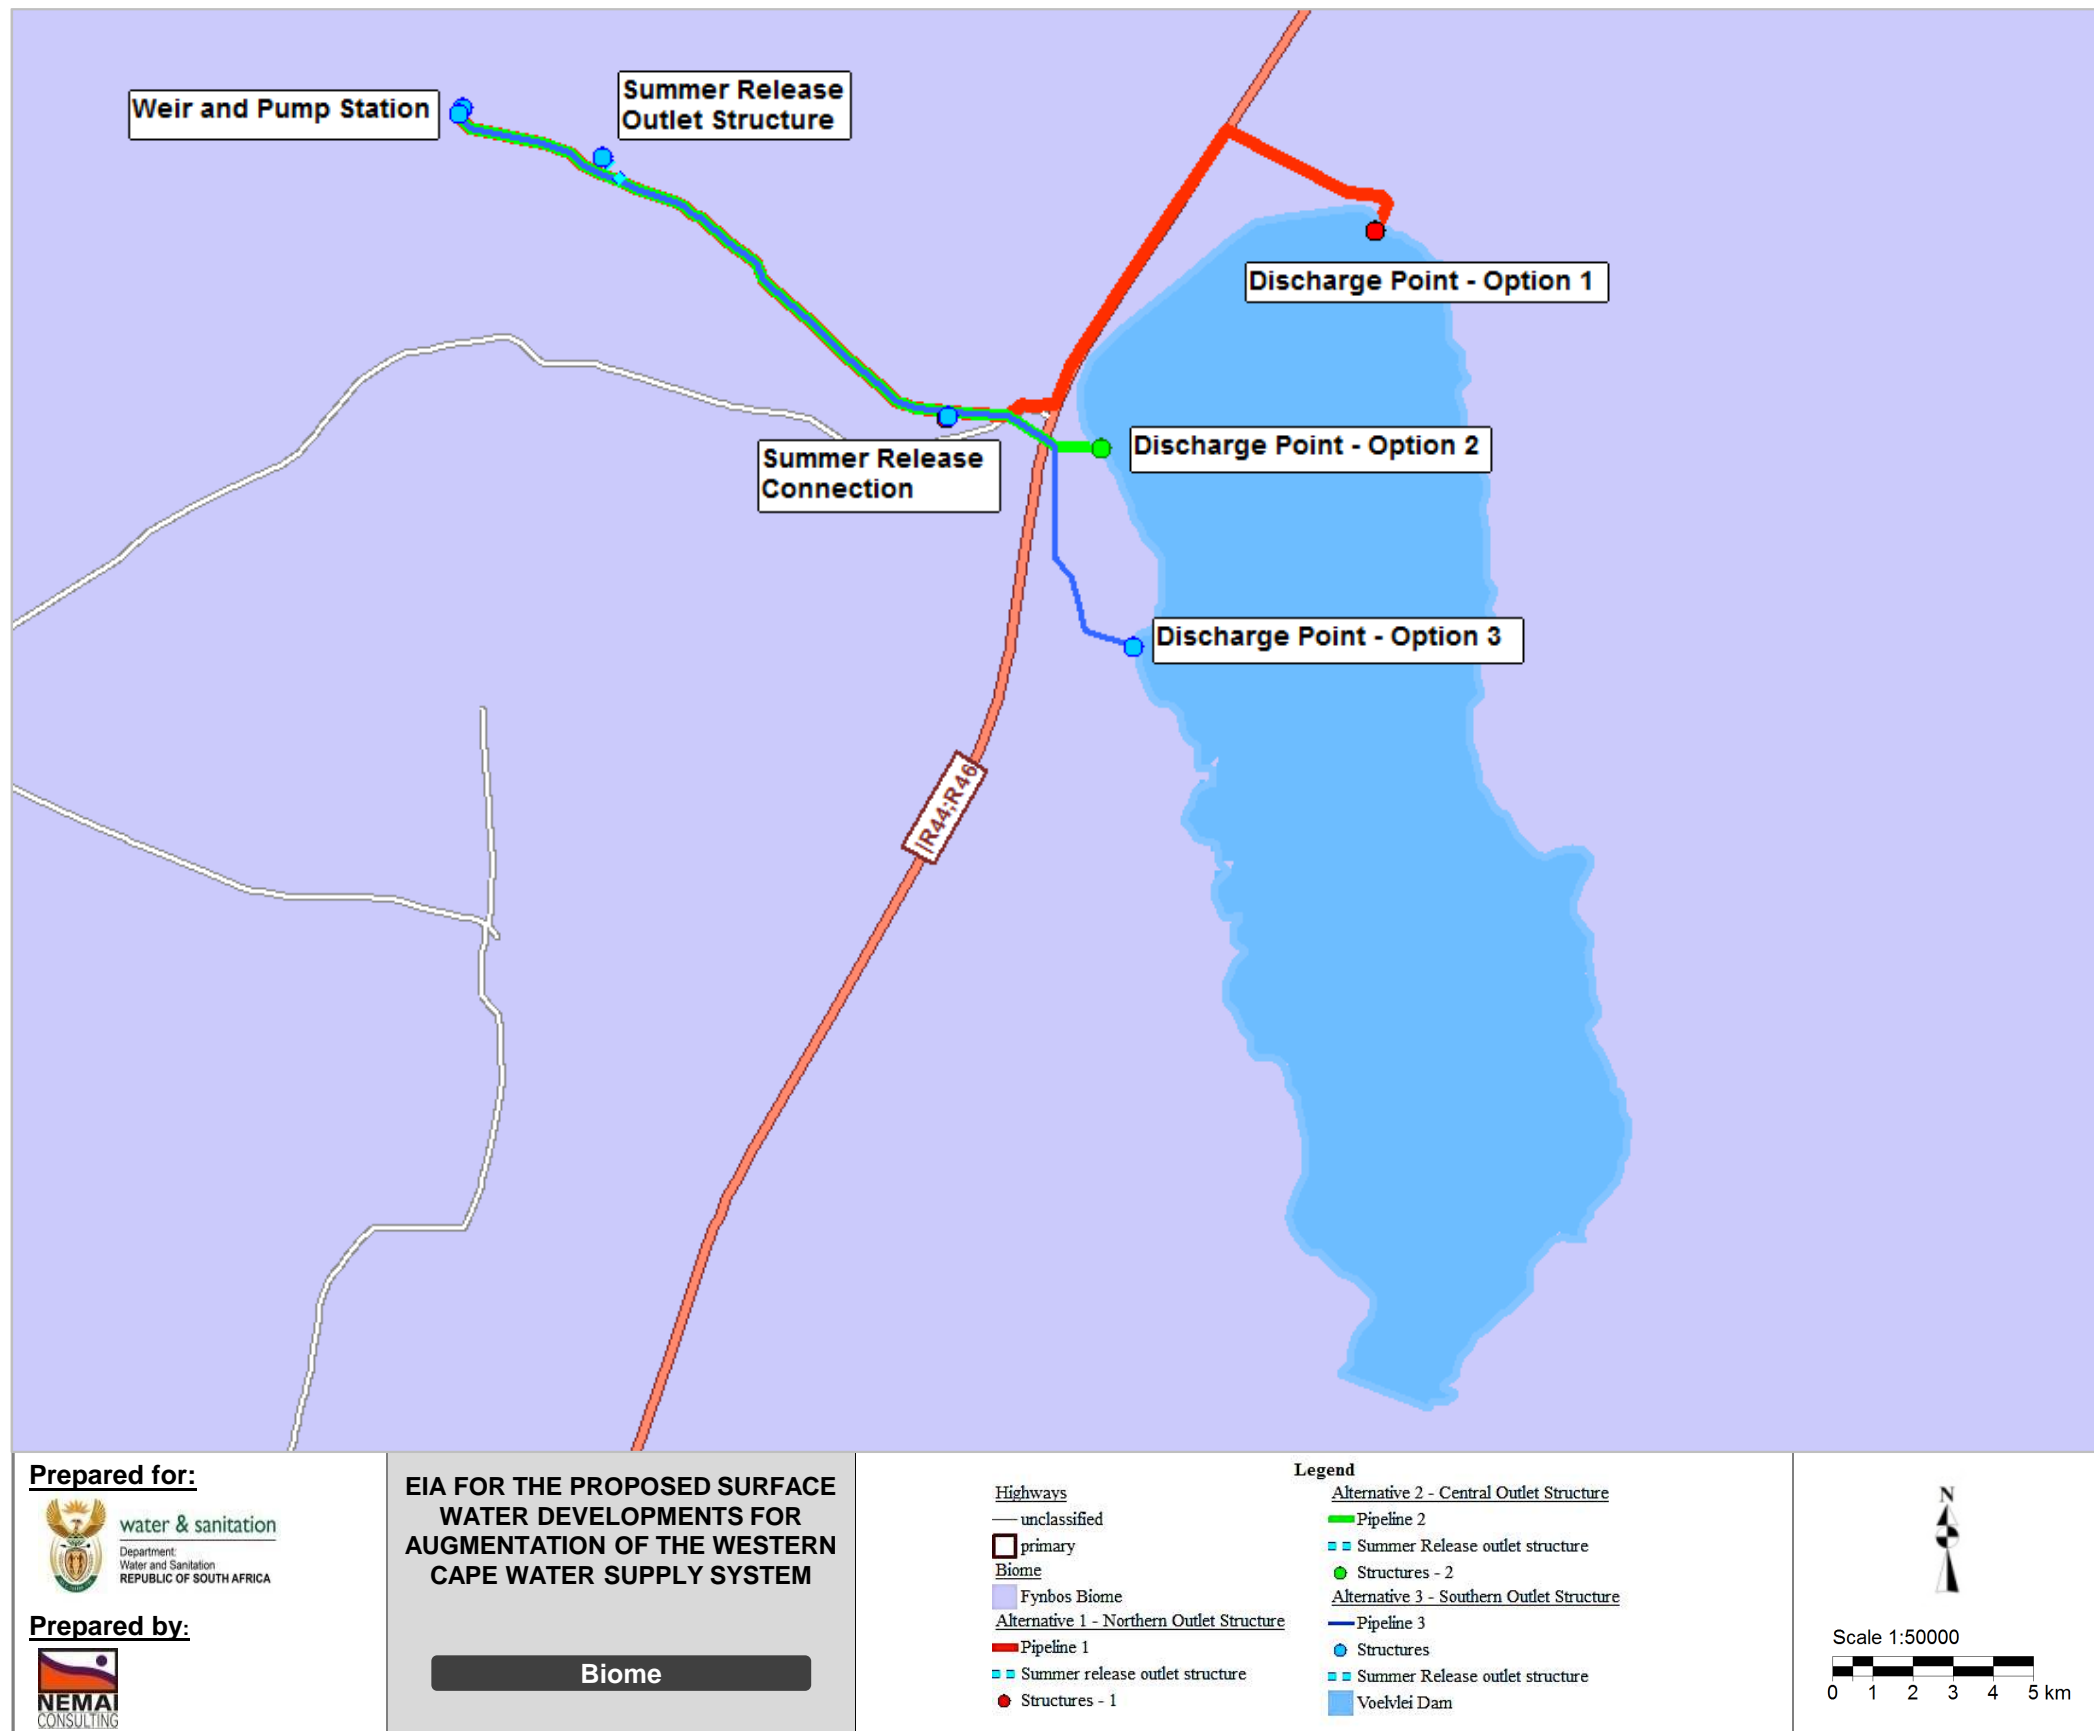 Weir and Pump Station
Summer Release
Outlet Structure
Discharge Point - Option 1
Discharge Point - Option 2
Summer Release
Connection
Discharge Point - Option 3
|R44;R46
Prepared for:
water & sanitation
Department:
Water and Sanitation
REPUBLIC OF SOUTH AFRICA
Prepared by:
NEMAI
CONSULTING
EIA FOR THE PROPOSED SURFACE
WATER DEVELOPMENTS FOR
AUGMENTATION OF THE WESTERN
CAPE WATER SUPPLY SYSTEM
Biome
Legend
Highways
unclassified
primary
Biome
Fynbos Biome
Alternative 1 - Northern Outlet Structure
Pipeline 1
Summer release outlet structure
Structures - 1
Alternative 2 - Central Outlet Structure
Pipeline 2
Summer Release outlet structure
Structures - 2
Alternative 3 - Southern Outlet Structure
Pipeline 3
Structures
Summer Release outlet structure
Voelvlei Dam
N
Scale 1:50000
0 1 2 3 4 5 km